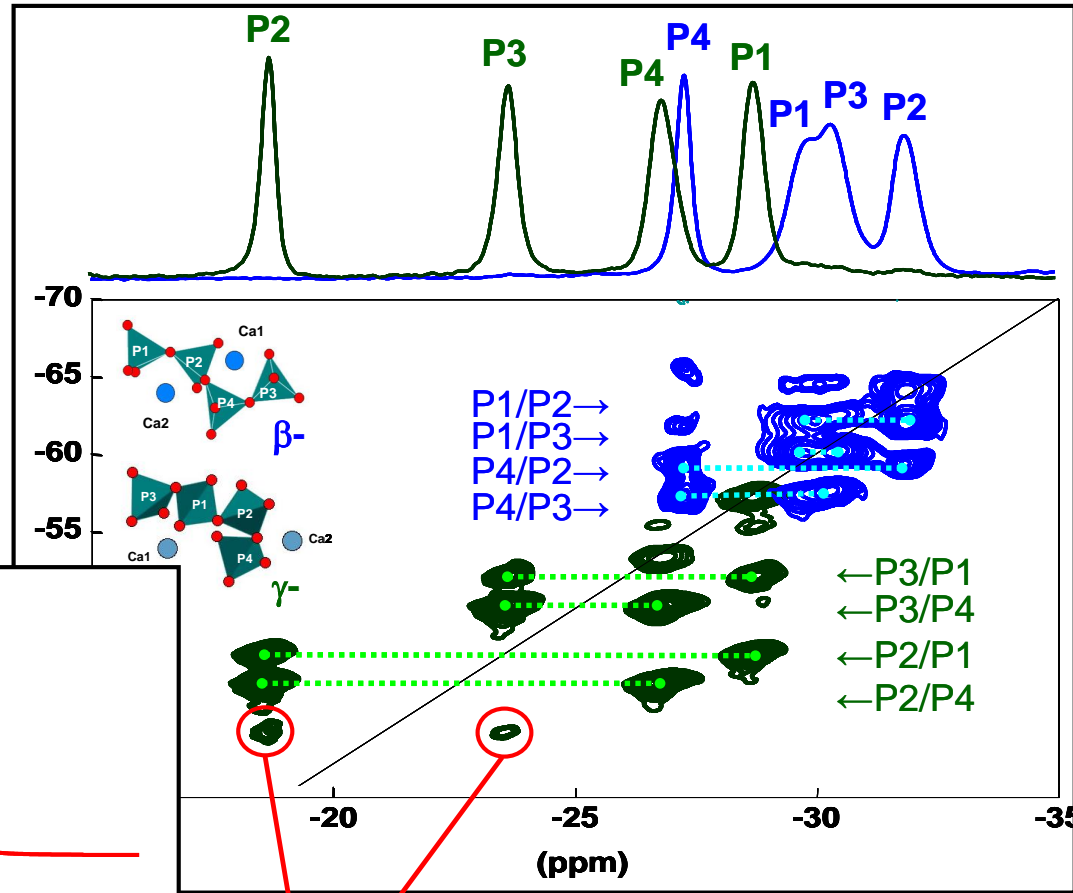 P2
P3
P4
P4
P1
P1
P3
P2
-70
-65
-60
-55
P1
P2
Ca1
P3
P4
Ca2
β-
P3
P1
P2
P4
Ca1
Ca2
γ-
P1/P2→
P1/P3→
P4/P2→
P4/P3→
←P3/P1
←P3/P4
←P2/P1
←P2/P4
-20
-25
-30
-35
(ppm)